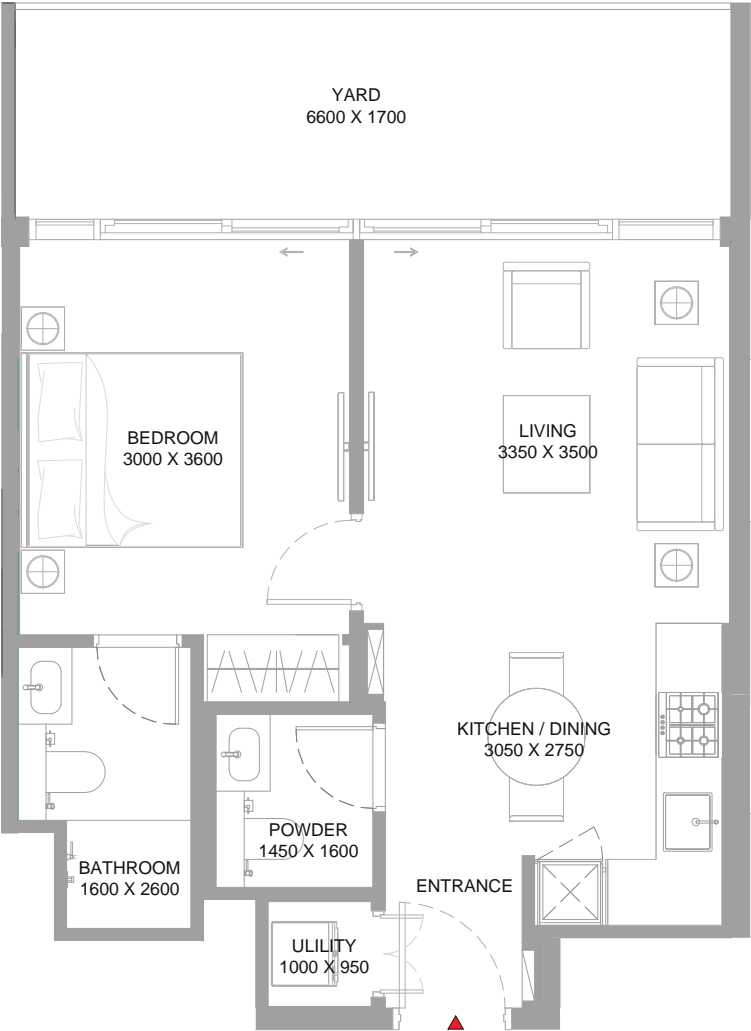 YARD
6600 X 1700
BEDROOM
3000 X 3600
LIVING
3350 X 3500
KITCHEN / DINING
3050 X 2750
POWDER
1450 X 1600
BATHROOM
1600 X 2600
ENTRANCE
ULILITY
1000 X 950